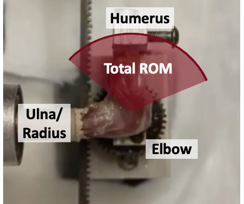 Humerus
Total ROM
Ulna/
Radius
Elbow